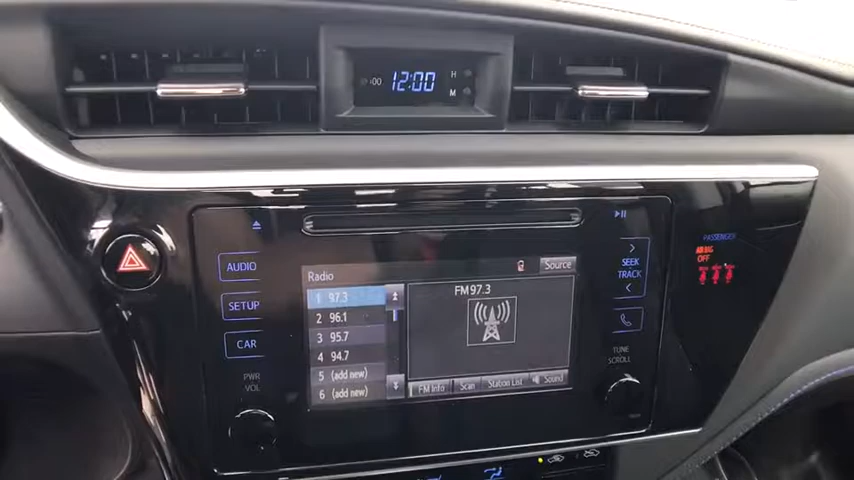 12:00
H
M
AUDIO
SETUP
CAR
PWR
VOL
Radio
Source
1 97.3
2 96.1
3 95.7
4 94.7
5 (add new)
6 (add new)
FM 97.3
FM Info
Scan
Station List
Sound
SEEK
TRACK
TUNE
SCROLL
PASSENGER
AIR BAG
OFF